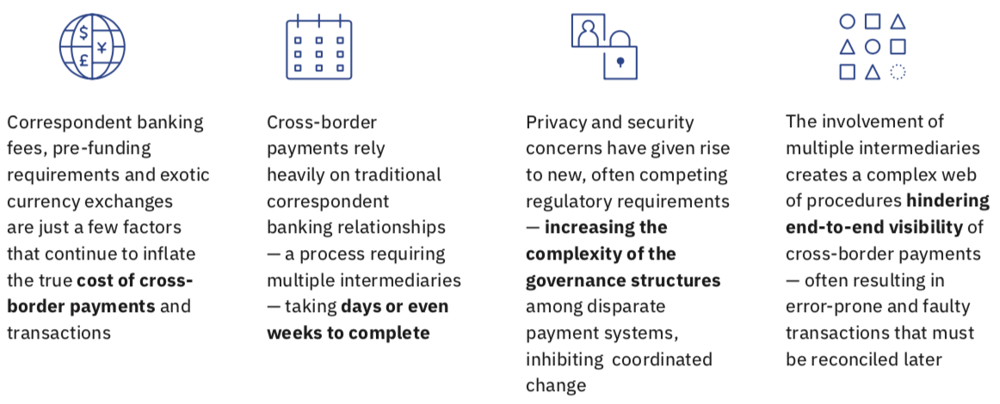 $
¥
£
Correspondent banking
fees, pre-funding
requirements and exotic
currency exchanges
are just a few factors
that continue to inflate
the true cost of cross-
border payments and
transactions
Cross-border
payments rely
heavily on traditional
correspondent
banking relationships
— a process requiring
multiple intermediaries
— taking days or even
weeks to complete
Privacy and security
concerns have given rise
to new, often competing
regulatory requirements
— increasing the
complexity of the
governance structures
among disparate
payment systems,
inhibiting coordinated
change
The involvement of
multiple intermediaries
creates a complex web
of procedures hindering
end-to-end visibility of
cross-border payments
— often resulting in
error-prone and faulty
transactions that must
be reconciled later